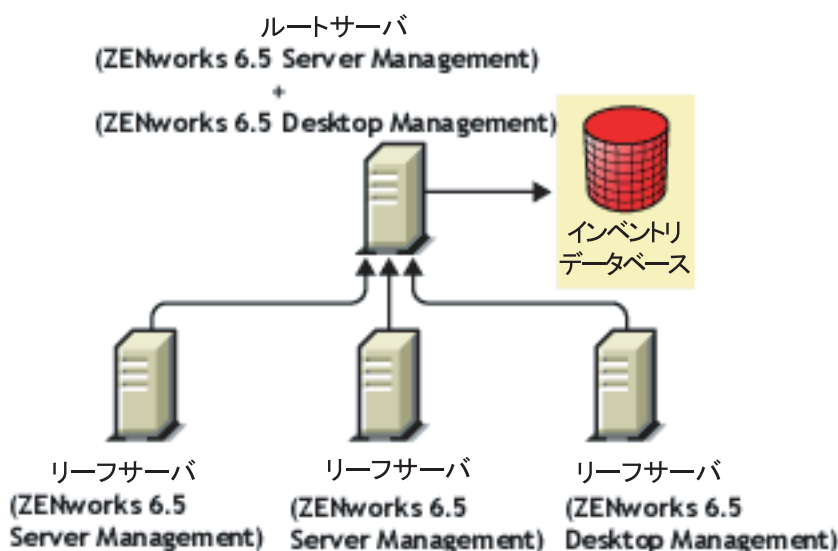 ルートサーバ
(ZENworks 6.5 Server Management)
+
(ZENworks 6.5 Desktop Management)
インベントリ
データベース
リーフサーバ
(ZENworks 6.5
Server Management)
リーフサーバ
(ZENworks 6.5
Server Management)
リーフサーバ
(ZENworks 6.5
Desktop Management)